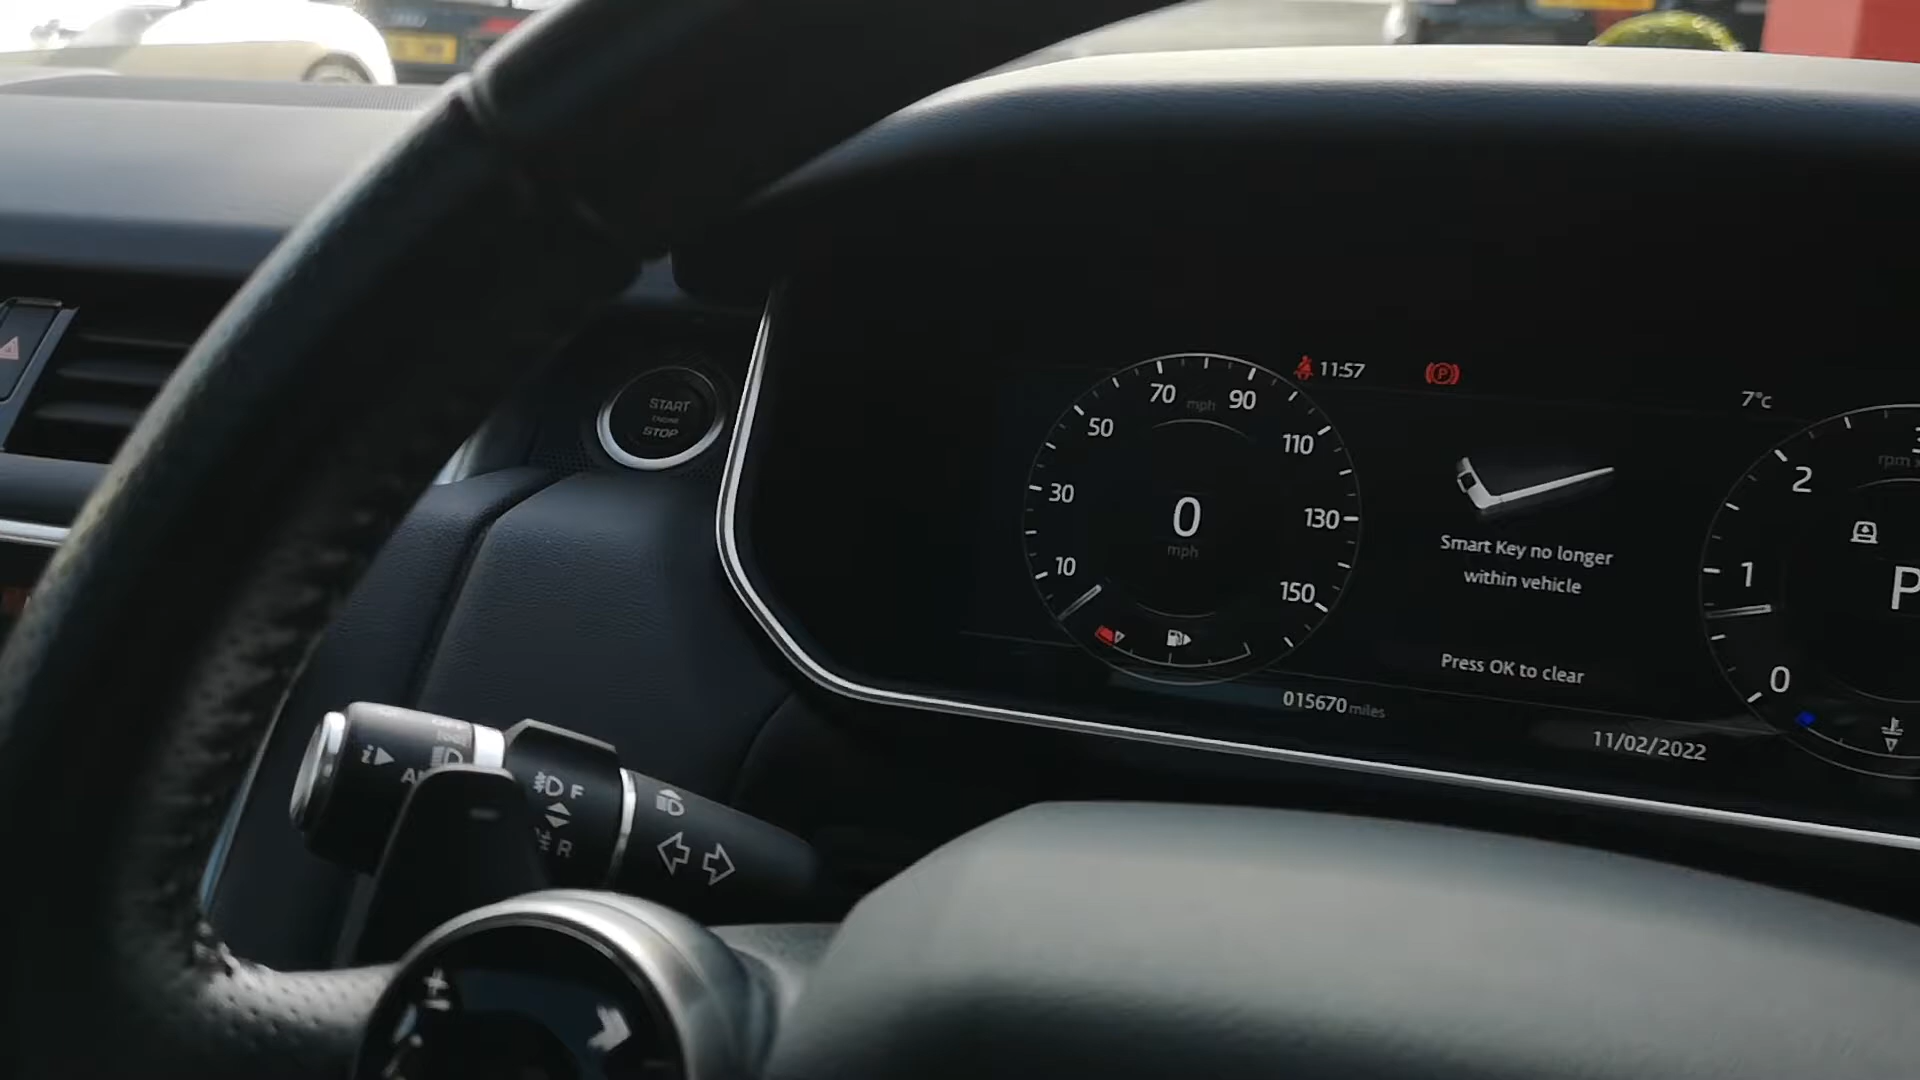 START
ENGINE
STOP
10
30
50
70
mph
90
110
130
150
0
mph
11:57
P
7°c
Smart Key no longer
within vehicle
Press OK to clear
015670 miles
11/02/2022
0
1
2
rpm
P
F
R